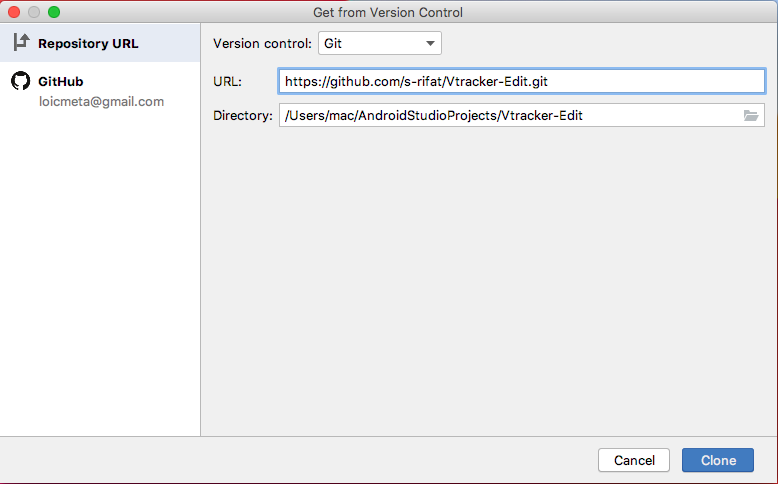 Get from Version Control
Repository URL
GitHub
loicmeta@gmail.com
Version control: Git
URL: https://github.com/s-rifat/Vtracker-Edit.git
Directory: /Users/mac/AndroidStudioProjects/Vtracker-Edit
Cancel Clone